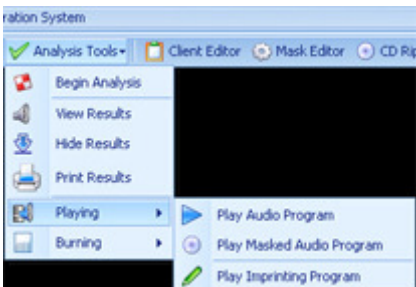 ration System
Analysis Tools Client Editor Mask Editor CD Rip
Begin Analysis
View Results
Hide Results
Print Results
Playing
Burning
Play Audio Program
Play Masked Audio Program
Play Imprinting Program